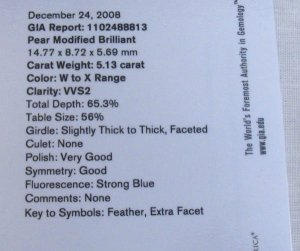 December 24, 2008
GIA Report: 1102488813
Pear Modified Brilliant
14.77 x 8.72 x 5.69 mm
Carat Weight: 5.13 carat
Color: W to X Range
Clarity: VVS2
Total Depth: 65.3%
Table Size: 56%
Girdle: Slightly Thick to Thick, Faceted
Culet: None
Polish: Very Good
Symmetry: Good
Fluorescence: Strong Blue
Comments: None
Key to Symbols: Feather, Extra Facet
The World's Foremost Authority in Gemology™
www.gia.edu